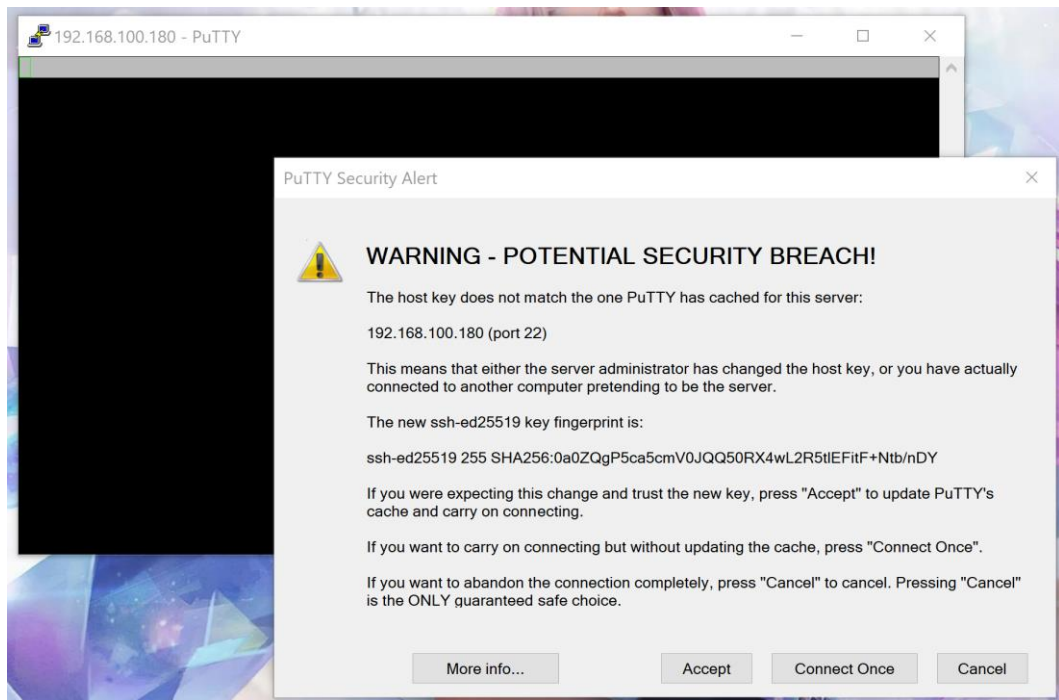 192.168.100.180 - PuTTY
PuTTY Security Alert
WARNING - POTENTIAL SECURITY BREACH!
The host key does not match the one PuTTY has cached for this server:
192.168.100.180 (port 22)
This means that either the server administrator has changed the host key, or you have actually
connected to another computer pretending to be the server.
The new ssh-ed25519 key fingerprint is:
ssh-ed25519 255 SHA256:0a0ZQgP5ca5cmV0JQQ50RX4wL2R5tlEFitF+Ntb/nDY
If you were expecting this change and trust the new key, press "Accept" to update PuTTY's
cache and carry on connecting.
If you want to carry on connecting but without updating the cache, press "Connect Once".
If you want to abandon the connection completely, press "Cancel" to cancel. Pressing "Cancel"
is the ONLY guaranteed safe choice.
More info... Accept Connect Once Cancel